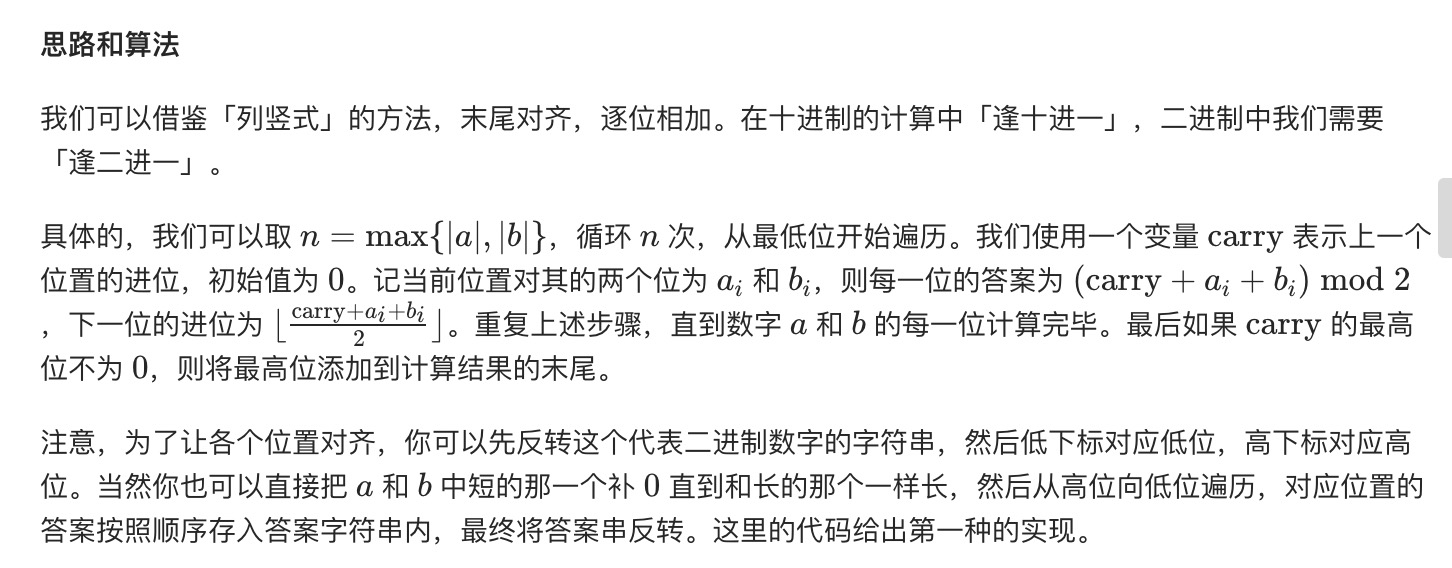 思路和算法
我们可以借鉴「列竖式」的方法，末尾对齐，逐位相加。在十进制的计算中「逢十进一」，二进制中我们需要
「逢二进一」。
具体的，我们可以取 n = max{|a|, |b|}，循环 n 次，从最低位开始遍历。我们使用一个变量 carry 表示上一个
位置的进位，初始值为 0。记当前位置对其的两个位为 a_i 和 b_i，则每一位的答案为 (carry + a_i + b_i) mod 2
，下一位的进位为 ⌊\frac{carry+a_i+b_i}{2}⌋。重复上述步骤，直到数字 a 和 b 的每一位计算完毕。最后如果 carry 的最高
位不为 0，则将最高位添加到计算结果的末尾。
注意，为了让各个位置对齐，你可以先反转这个代表二进制数字的字符串，然后低下标对应低位，高下标对应高
位。当然你也可以直接把 a 和 b 中短的那一个补 0 直到和长的那个一样长，然后从高位向低位遍历，对应位置的
答案按照顺序存入答案字符串内，最终将答案串反转。这里的代码给出第一种的实现。